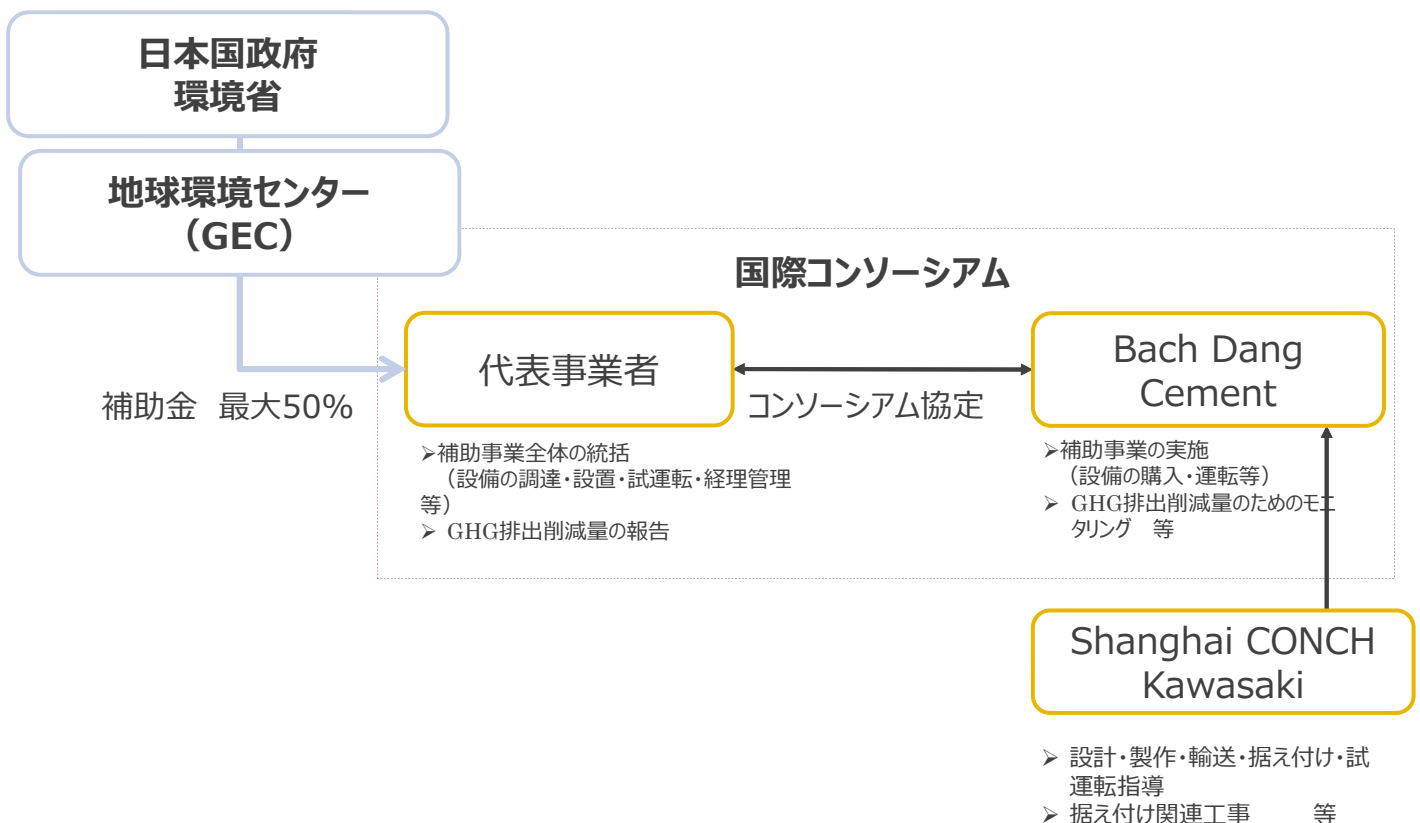 日本国政府
環境省
地球環境センター
（GEC）
国際コンソーシアム
代表事業者
Bach Dang
Cement
補助金　最大50%
コンソーシアム協定
➢補助事業全体の統括
（設備の調達・設置・試運転・経理管理
等）
➢ GHG排出削減量の報告
➢補助事業の実施
（設備の購入・運転等）
➢ GHG排出削減量のためのモニ
タリング　等
Shanghai CONCH
Kawasaki
➢ 設計・製作・輸送・据え付け・試
運転指導
➢ 据え付け関連工事　　　等